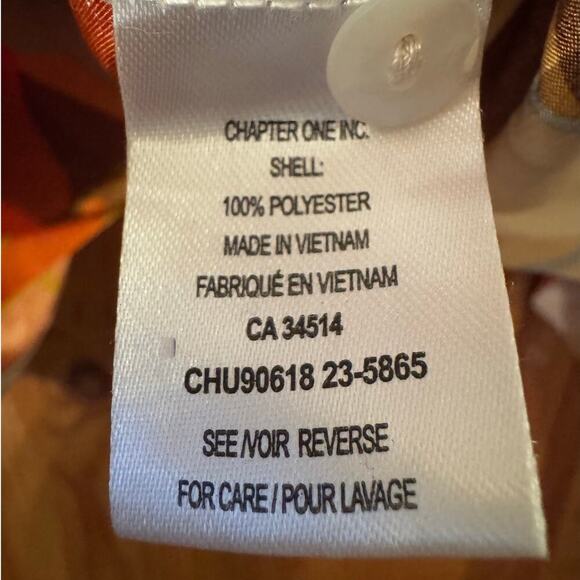 CHAPTER ONE INC.
SHELL:
100% POLYESTER
MADE IN VIETNAM
FABRIQUÉ EN VIETNAM
CA 34514
CHU90618 23-5865
SEE/VOIR REVERSE
FOR CARE/POUR LAVAGE